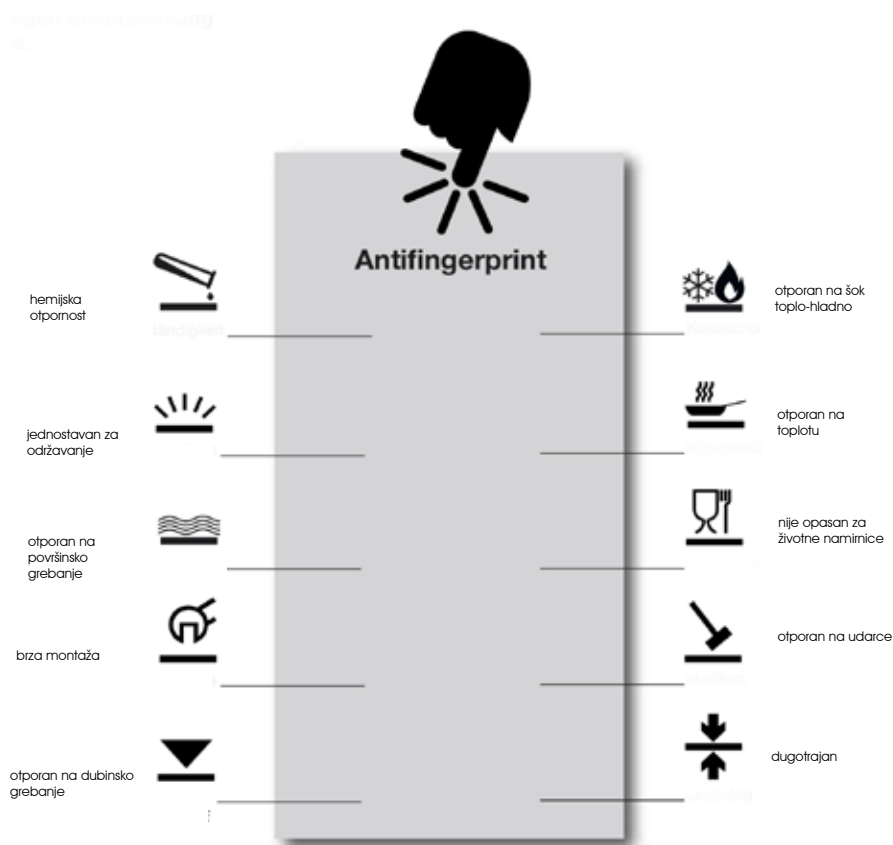 Antifingerprint
hemijska
otpornost
jednostavan za
održavanje
otporan na
površinsko
grebanje
brza montaža
otporan na dubinsko
grebanje
otporan na šok
toplo-hladno
otporan na
toplotu
nije opasan za
životne namirnice
otporan na udarce
dugotrajan